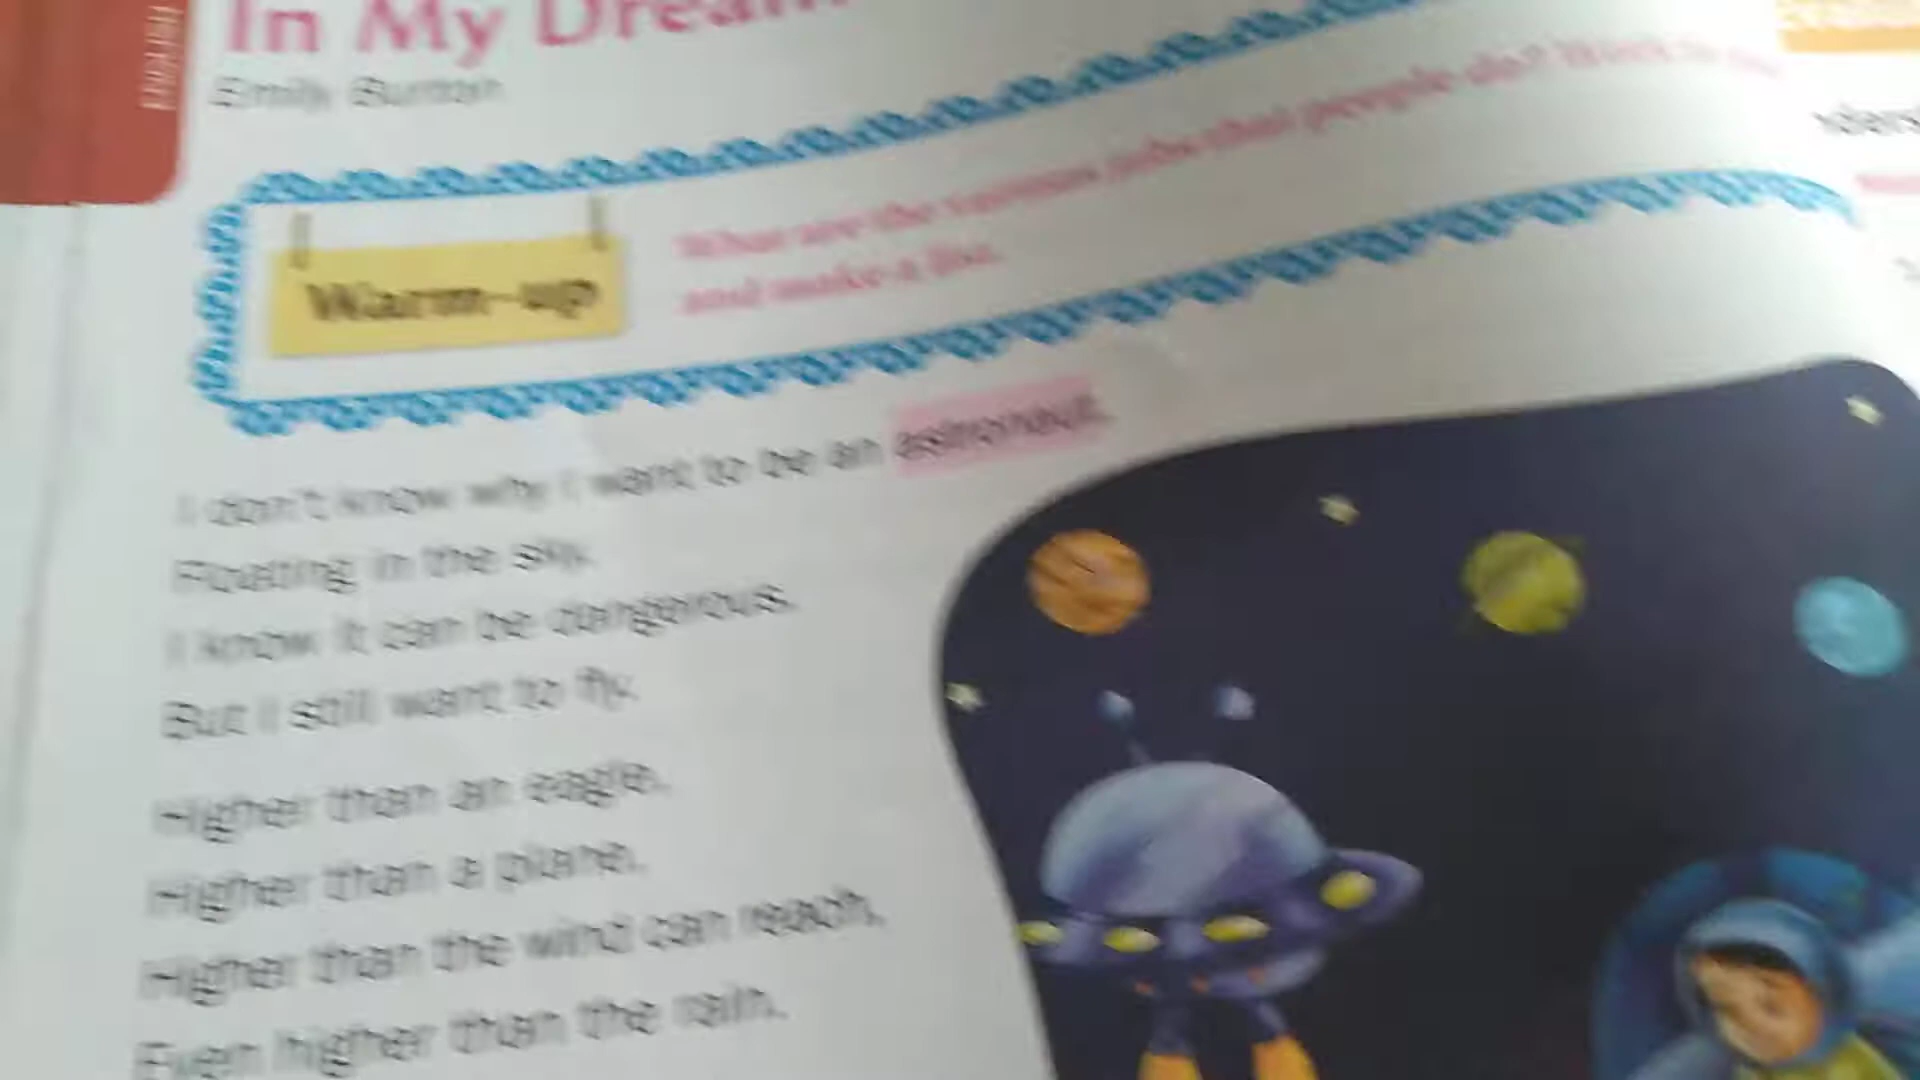 In My Dream
Emily Burton
What are the various jobs that people do? Work in
and make a list.
Warm-up
I don't know why I want to be an astronaut.
Floating in the sky.
I know it can be dangerous.
But I still want to fly.
Higher than an eagle,
Higher than a plane,
Higher than the wind can reach,
Even higher than the rain.